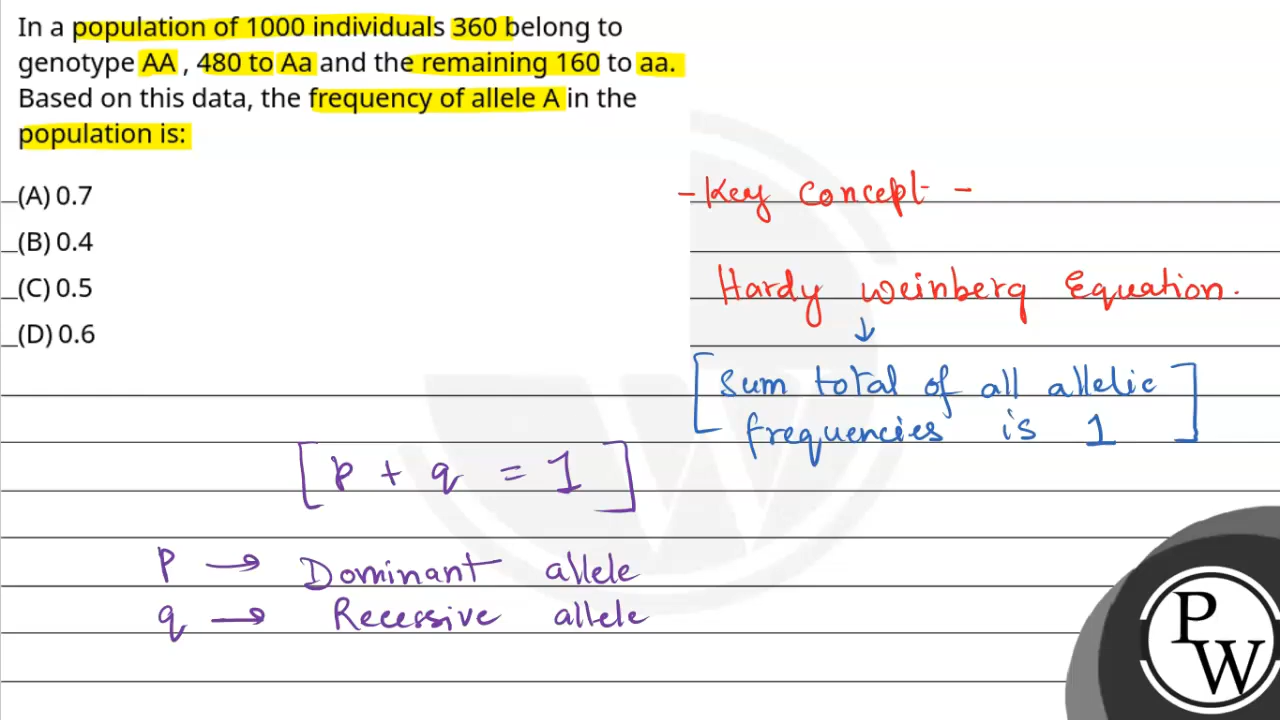 In a population of 1000 individuals 360 belong to
genotype AA , 480 to Aa and the remaining 160 to aa.
Based on this data, the frequency of allele A in the
population is:
(A) 0.7
(B) 0.4
(C) 0.5
(D) 0.6
- Key Concept -
Hardy Weinberg Equation.
↓
[Sum total of all allelic
frequencies is 1]
[p + q = 1]
P → Dominant allele
q → Recessive allele
PW